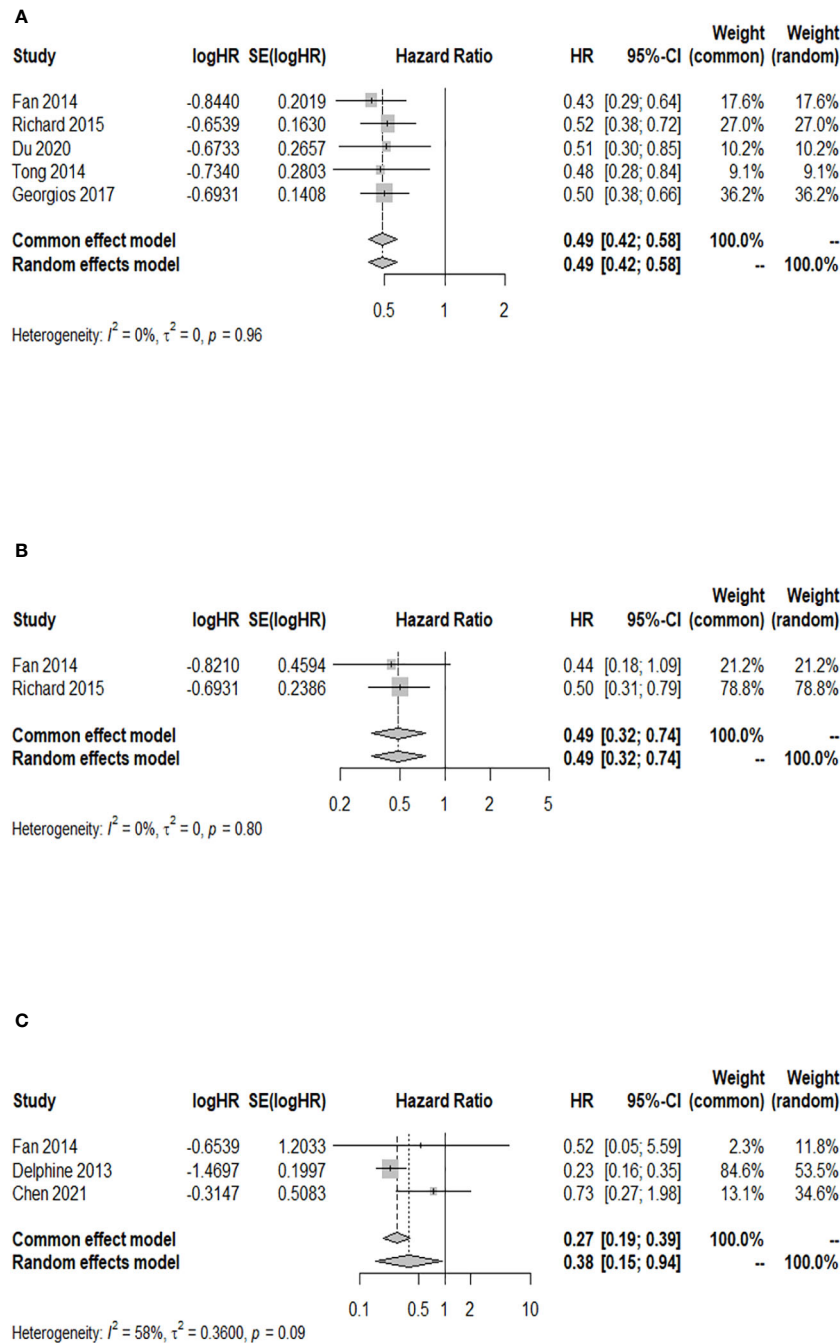 A
Weight Weight
Study logHR SE(logHR) Hazard Ratio HR 95%-CI (common) (random)
Fan 2014 -0.8440 0.2019 0.43 [0.29; 0.64] 17.6% 17.6%
Richard 2015 -0.6539 0.1630 0.52 [0.38; 0.72] 27.0% 27.0%
Du 2020 -0.6733 0.2657 0.51 [0.30; 0.85] 10.2% 10.2%
Tong 2014 -0.7340 0.2803 0.48 [0.28; 0.84] 9.1% 9.1%
Georgios 2017 -0.6931 0.1408 0.50 [0.38; 0.66] 36.2% 36.2%
Common effect model 0.49 [0.42; 0.58] 100.0% --
Random effects model 0.49 [0.42; 0.58] -- 100.0%
0.5 1 2
Heterogeneity: I² = 0%, τ² = 0, p = 0.96
B
Weight Weight
Study logHR SE(logHR) Hazard Ratio HR 95%-CI (common) (random)
Fan 2014 -0.8210 0.4594 0.44 [0.18; 1.09] 21.2% 21.2%
Richard 2015 -0.6931 0.2386 0.50 [0.31; 0.79] 78.8% 78.8%
Common effect model 0.49 [0.32; 0.74] 100.0% --
Random effects model 0.49 [0.32; 0.74] -- 100.0%
0.2 0.5 1 2 5
Heterogeneity: I² = 0%, τ² = 0, p = 0.80
C
Weight Weight
Study logHR SE(logHR) Hazard Ratio HR 95%-CI (common) (random)
Fan 2014 -0.6539 1.2033 0.52 [0.05; 5.59] 2.3% 11.8%
Delphine 2013 -1.4697 0.1997 0.23 [0.16; 0.35] 84.6% 53.5%
Chen 2021 -0.3147 0.5083 0.73 [0.27; 1.98] 13.1% 34.6%
Common effect model 0.27 [0.19; 0.39] 100.0% --
Random effects model 0.38 [0.15; 0.94] -- 100.0%
0.1 0.5 1 2 10
Heterogeneity: I² = 58%, τ² = 0.3600, p = 0.09